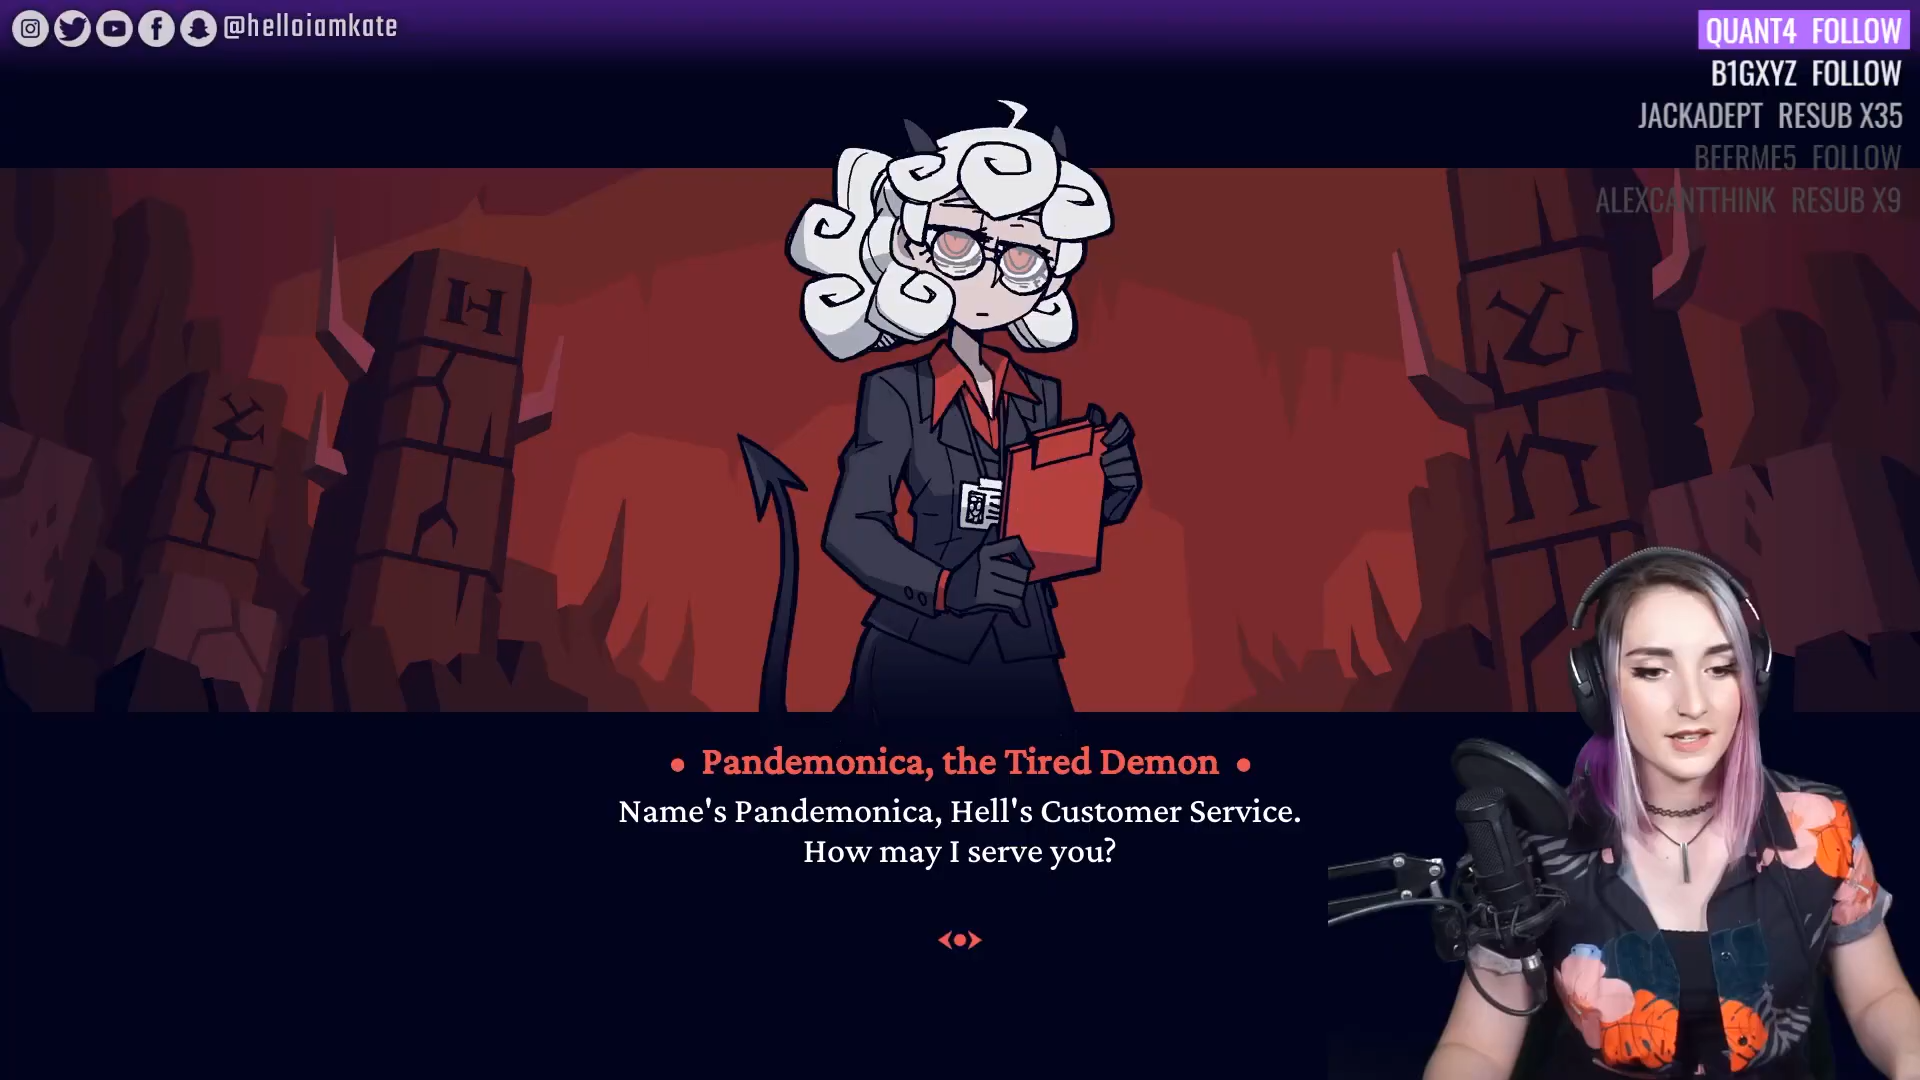 @helloiamkate
QUANT4 FOLLOW
B1GXYZ FOLLOW
JACKADEPT RESUB X35
BEERME5 FOLLOW
ALEXCANTTHINK RESUB X9
• Pandemonica, the Tired Demon •
Name's Pandemonica, Hell's Customer Service.
How may I serve you?